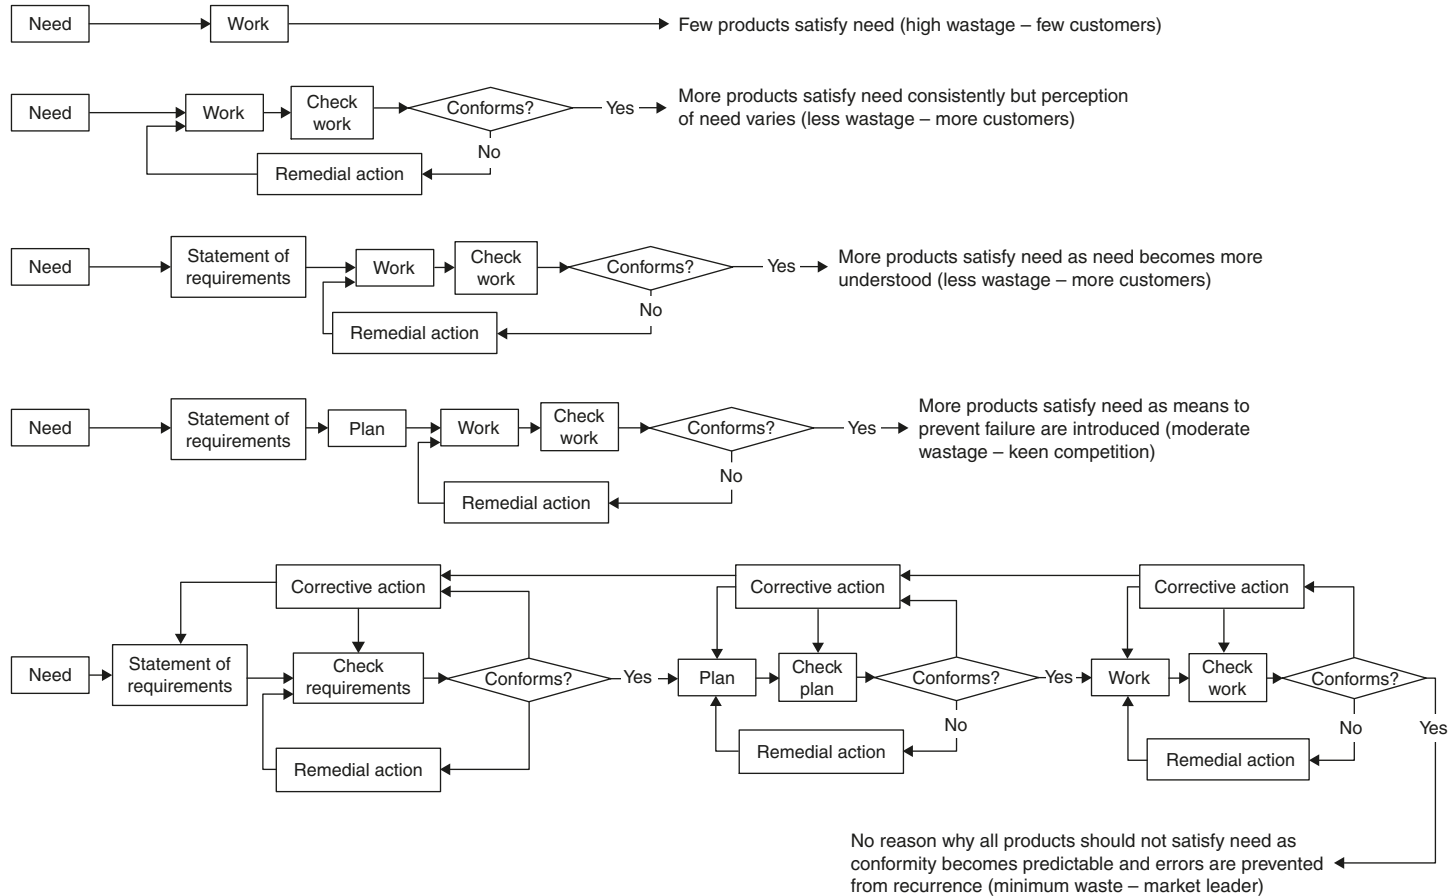 Need
Work
Few products satisfy need (high wastage – few customers)
Need
Work
Check
work
Conforms?
Yes
More products satisfy need consistently but perception
of need varies (less wastage – more customers)
No
Remedial action
Need
Statement of
requirements
Work
Check
work
Conforms?
Yes
More products satisfy need as need becomes more
understood (less wastage – more customers)
No
Remedial action
Need
Statement of
requirements
Plan
Work
Check
work
Conforms?
Yes
More products satisfy need as means to
prevent failure are introduced (moderate
wastage – keen competition)
No
Remedial action
Corrective action
Corrective action
Corrective action
Need
Statement of
requirements
Check
requirements
Conforms?
Yes
Plan
Check
plan
Conforms?
Yes
Work
Check
work
Conforms?
No
No
Yes
Remedial action
Remedial action
Remedial action
No reason why all products should not satisfy need as
conformity becomes predictable and errors are prevented
from recurrence (minimum waste – market leader)